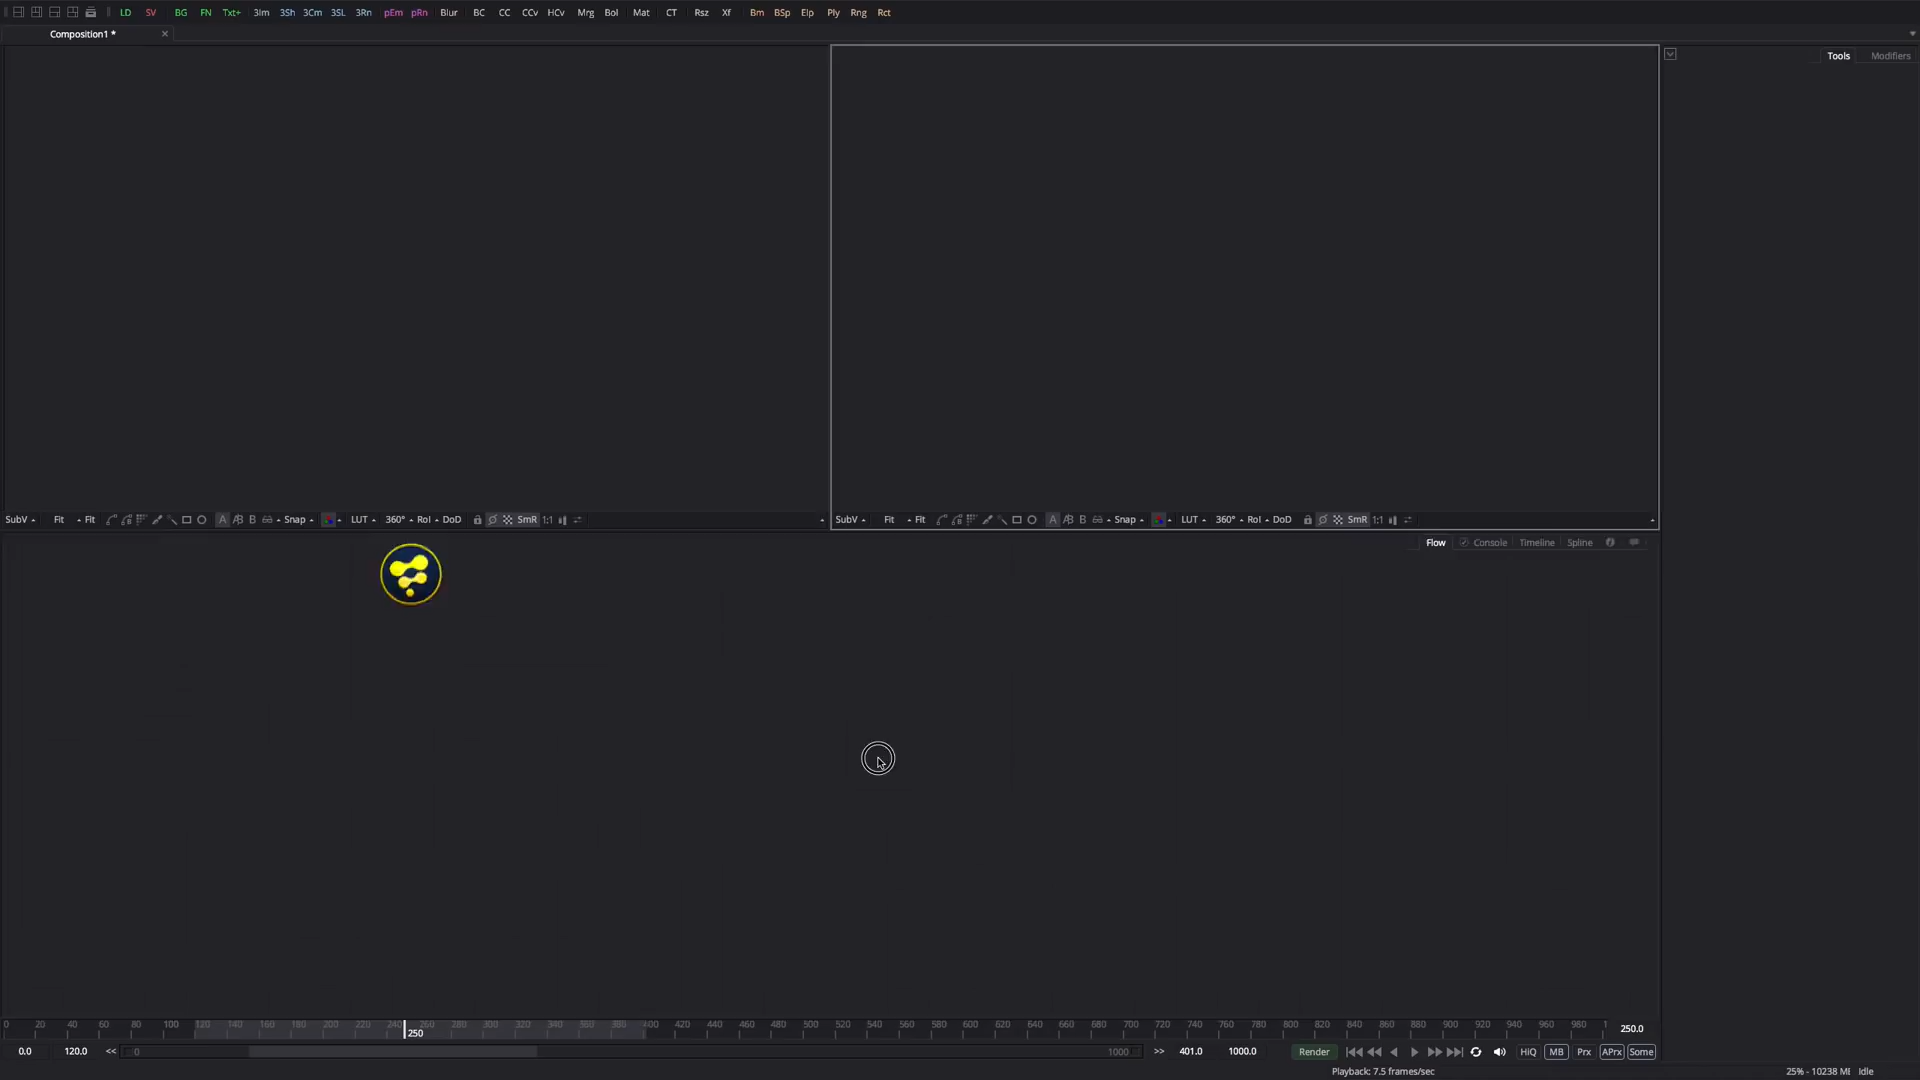 LD SV BG FN Txt+ 3Im 3Sh 3Cm 3SL 3Rn pEm pRn Blur BC CC CCv HCv Mrg Bol Mat CT Rsz Xf Bm BSp Elp Ply Rng Rct
Composition1 *
Tools Modifiers
SubV Fit Fit A B Snap LUT 360° RoI DoD SmR 1:1
SubV Fit Fit A B Snap LUT 360° RoI DoD SmR 1:1
Flow Console Timeline Spline
0 20 40 60 80 100 120 140 160 180 200 220 240 260 280 300 320 340 360 380 400 420 440 460 480 500 520 540 560 580 600 620 640 660 680 700 720 740 760 780 800 820 840 860 880 900 920 940 960 980 1
250 250.0
0.0 120.0 << 0 1000 >> 401.0 1000.0 Render HiQ MB Prx APrx Some
Playback: 7.5 frames/sec 25% - 10238 ME Idle